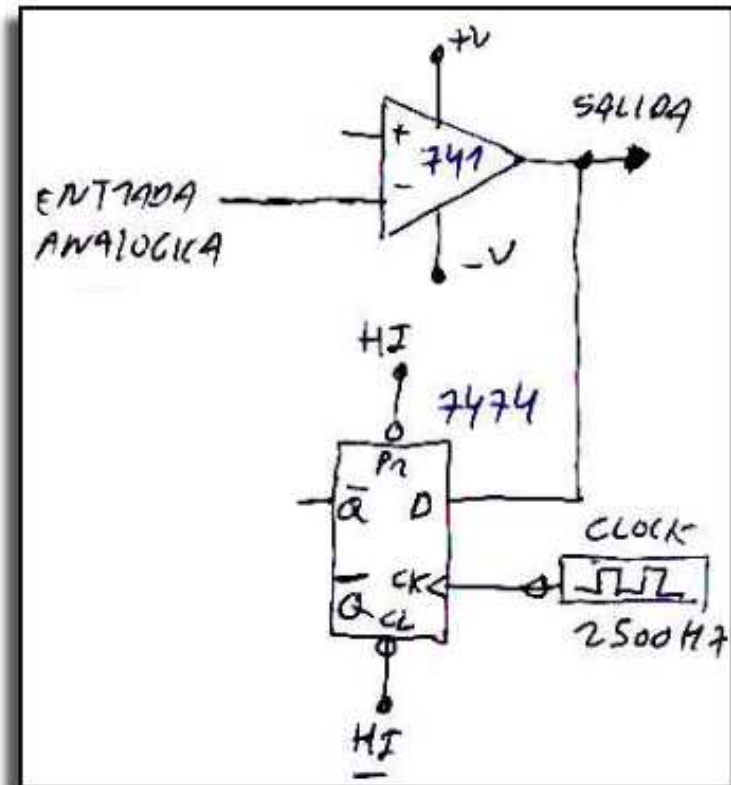 +V
SALIDA
+
741
-
ENTRADA
ANALOGICA
-V
HI
7474
PR
Q̅ D
CLOCK
CK
Q̅ CL
2500HZ
HI